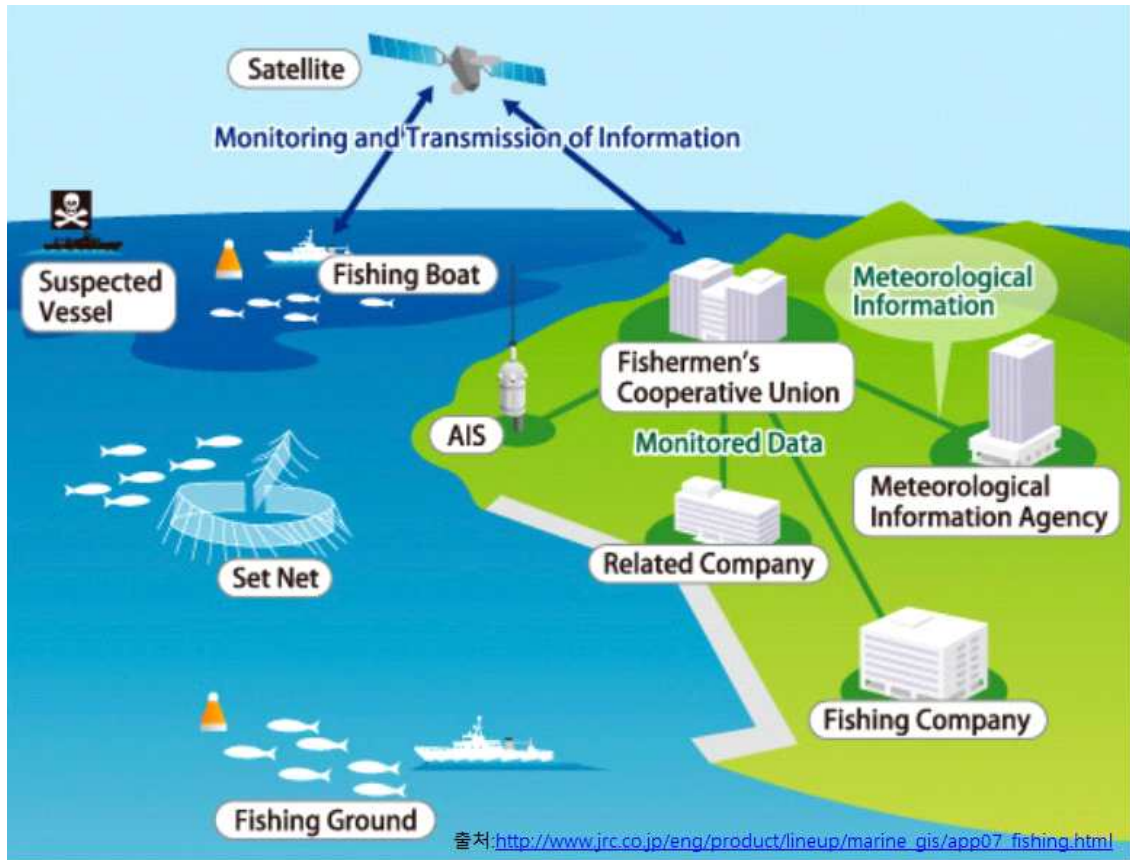 Satellite
Monitoring and Transmission of Information
Suspected
Vessel
Fishing Boat
Meteorological
Information
Fishermen's
Cooperative Union
AIS
Monitored Data
Meteorological
Information Agency
Related Company
Set Net
Fishing Company
Fishing Ground
출처:http://www.jrc.co.jp/eng/product/lineup/marine_gis/app07_fishing.html